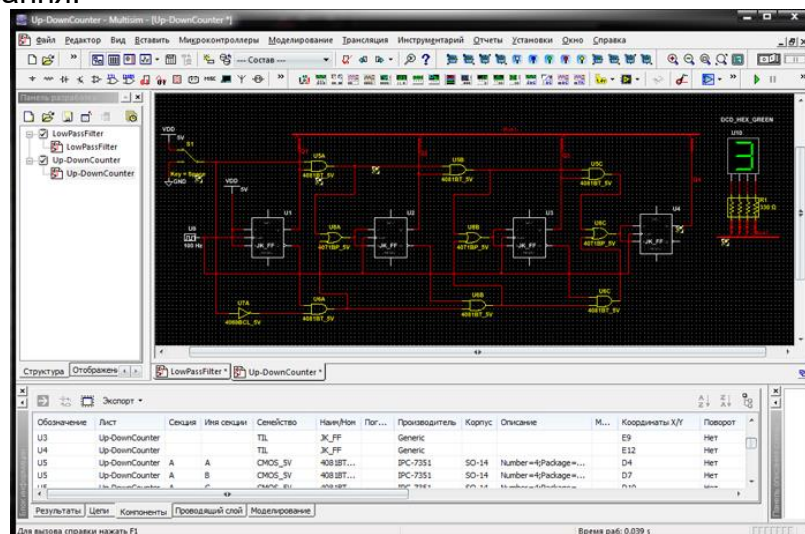 Up-DownCounter - Multisim - [Up-DownCounter *]
Файл Редактор Вид Вставить Микроконтроллеры Моделирование Трансляция Инструментарий Отчеты Установки Окно Справка
--- Состав ---
LowPassFilter
LowPassFilter
Up-DownCounter
Up-DownCounter
VDD
5V
S1
Key = Space
GND
VDD
5V
U5A
4081BT_5V
U5B
4081BT_5V
U5C
4081BT_5V
DCD_HEX_GREEN
U10
3
R1
330 Ω
U1
U2
U3
U4
JK_FF
JK_FF
JK_FF
JK_FF
100 Hz
4071BP_5V
U8B
4071BP_5V
U7A
U6A
4081BT_5V
U6B
4081BT_5V
U6C
4081BT_5V
Структура Отображени
LowPassFilter * Up-DownCounter *
Экспорт
Обозначение Лист Секция Имя секции Семейство Наим/Ном Пог... Производитель Корпус Описание М... Координаты X/Y Поворот
U3 Up-DownCounter TIL JK_FF Generic E9 Нет
U4 Up-DownCounter TIL JK_FF Generic E12 Нет
U5 Up-DownCounter A A CMOS_5V 4081BT... IPC-7351 SO-14 Number=4;Package=... D4 Нет
U5 Up-DownCounter A B CMOS_5V 4081BT... IPC-7351 SO-14 Number=4;Package=... D7 Нет
Результаты Цепи Компоненты Проводящий слой Моделирование
Для вызова справки нажать F1
Время раб: 0.039 s